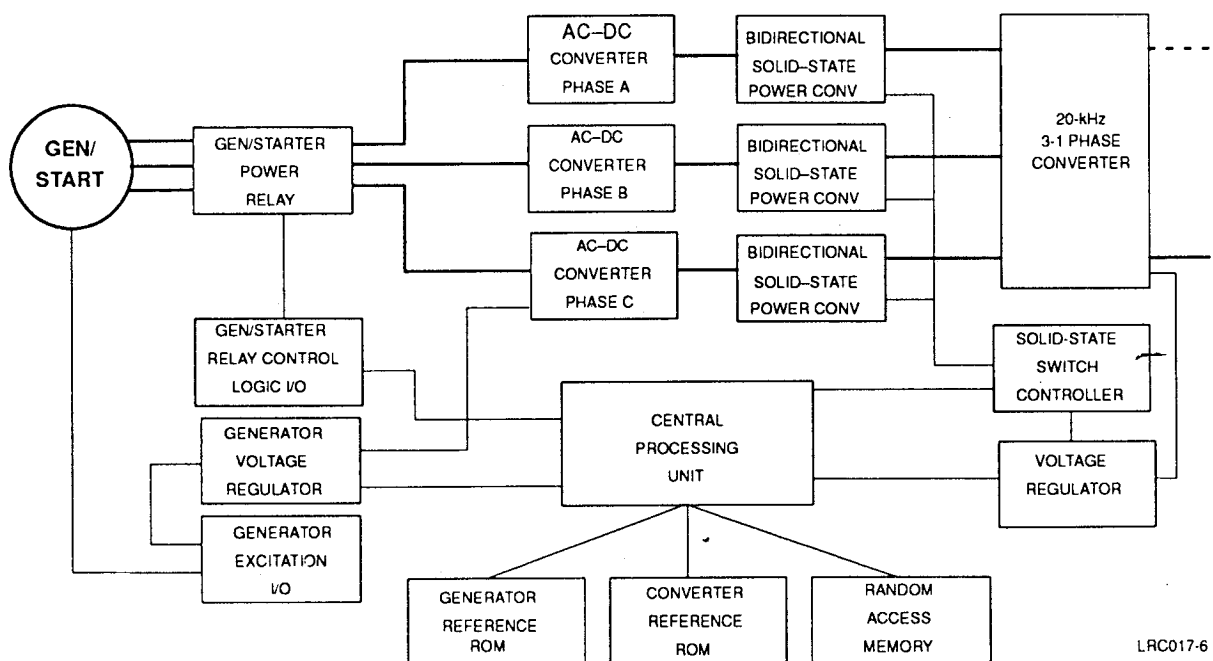 AC–DC
CONVERTER
PHASE A
BIDIRECTIONAL
SOLID–STATE
POWER CONV
20-kHz
3-1 PHASE
CONVERTER
GEN/
START
GEN/STARTER
POWER
RELAY
AC–DC
CONVERTER
PHASE B
BIDIRECTIONAL
SOLID–STATE
POWER CONV
AC–DC
CONVERTER
PHASE C
BIDIRECTIONAL
SOLID–STATE
POWER CONV
GEN/STARTER
RELAY CONTROL
LOGIC I/O
SOLID-STATE
SWITCH
CONTROLLER
CENTRAL
PROCESSING
UNIT
GENERATOR
VOLTAGE
REGULATOR
VOLTAGE
REGULATOR
GENERATOR
EXCITATION
I/O
GENERATOR
REFERENCE
ROM
CONVERTER
REFERENCE
ROM
RANDOM
ACCESS
MEMORY
LRC017-6